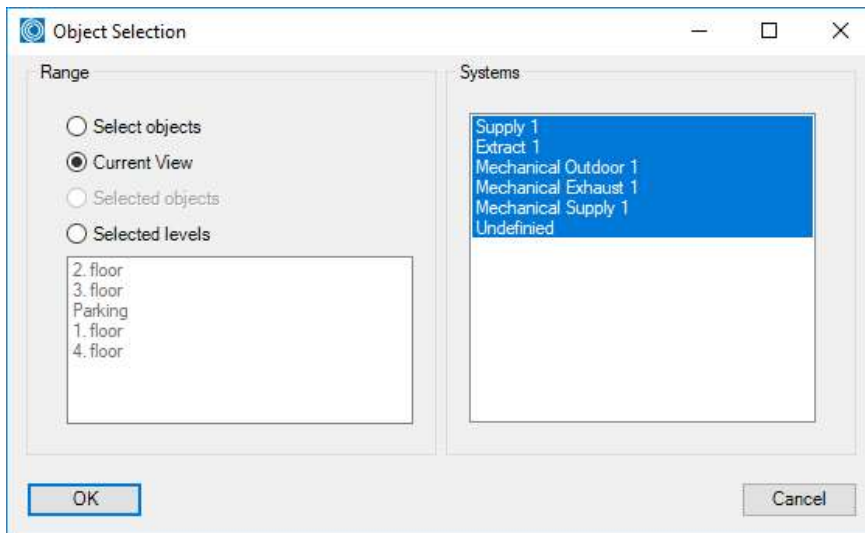 Object Selection
Range
Select objects
Current View
Selected objects
Selected levels
2. floor
3. floor
Parking
1. floor
4. floor
Systems
Supply 1
Extract 1
Mechanical Outdoor 1
Mechanical Exhaust 1
Mechanical Supply 1
Undefinied
OK
Cancel